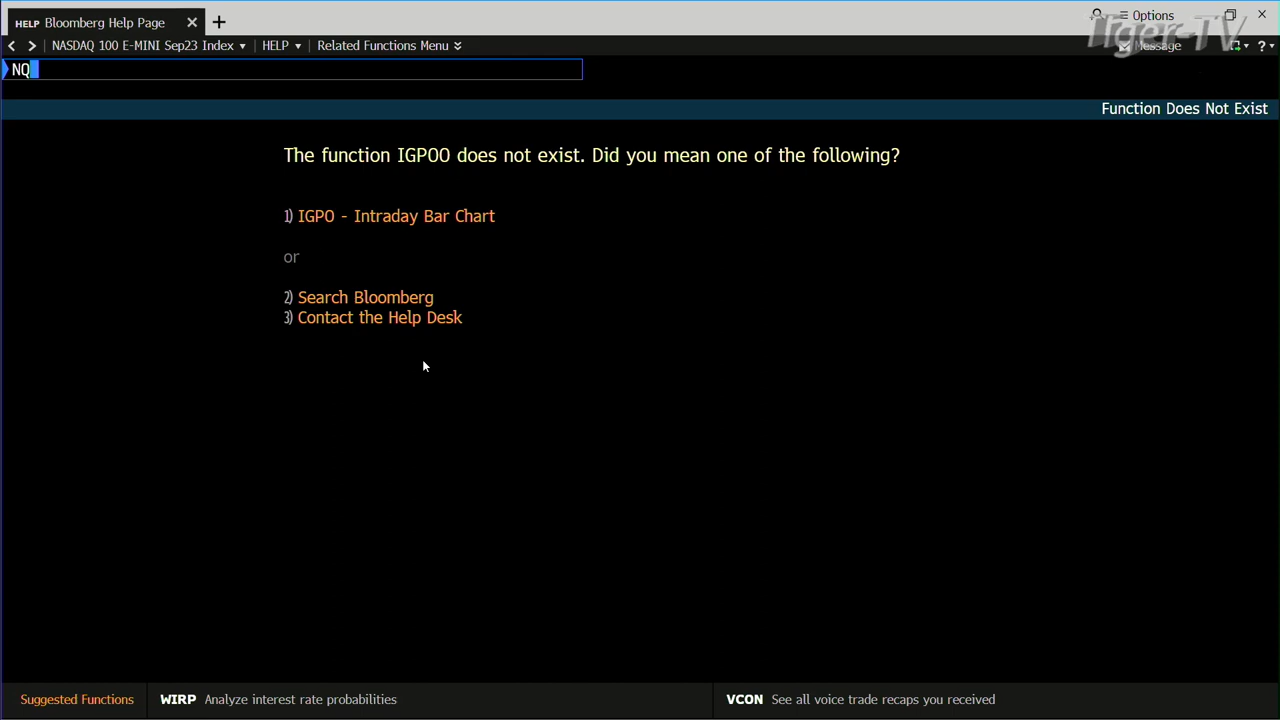 HELP Bloomberg Help Page
Options
Tiger-TV
NASDAQ 100 E-MINI Sep23 Index HELP Related Functions Menu Message ?
NQ
Function Does Not Exist
The function IGPOO does not exist. Did you mean one of the following?
1) IGPO - Intraday Bar Chart
or
2) Search Bloomberg
3) Contact the Help Desk
Suggested Functions WIRP Analyze interest rate probabilities VCON See all voice trade recaps you received